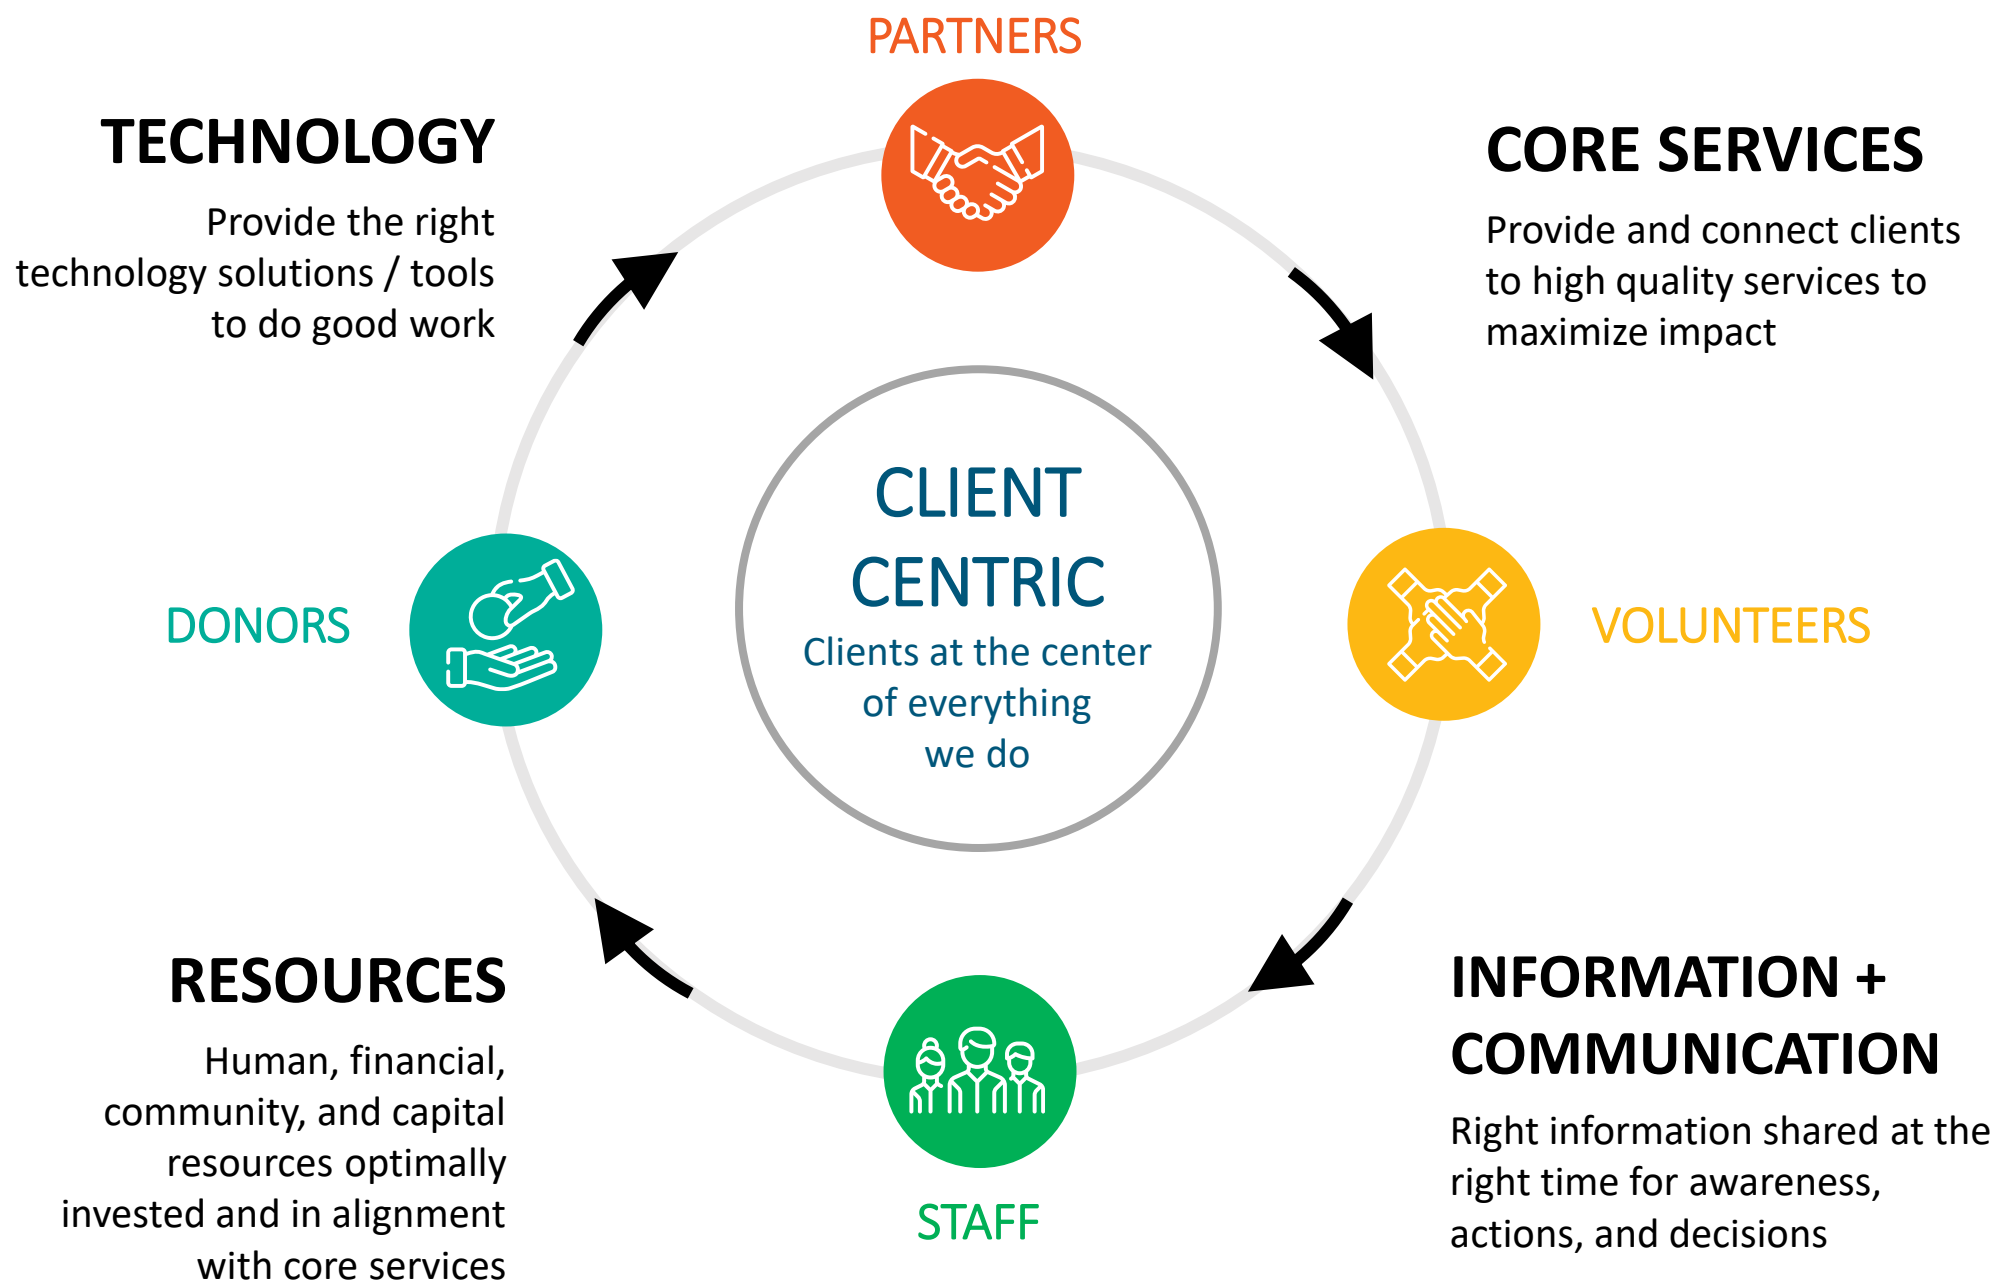 PARTNERS
TECHNOLOGY
Provide the right
technology solutions / tools
to do good work
CORE SERVICES
Provide and connect clients
to high quality services to
maximize impact
CLIENT
CENTRIC
Clients at the center
of everything
we do
DONORS
VOLUNTEERS
RESOURCES
Human, financial,
community, and capital
resources optimally
invested and in alignment
with core services
STAFF
INFORMATION +
COMMUNICATION
Right information shared at the
right time for awareness,
actions, and decisions